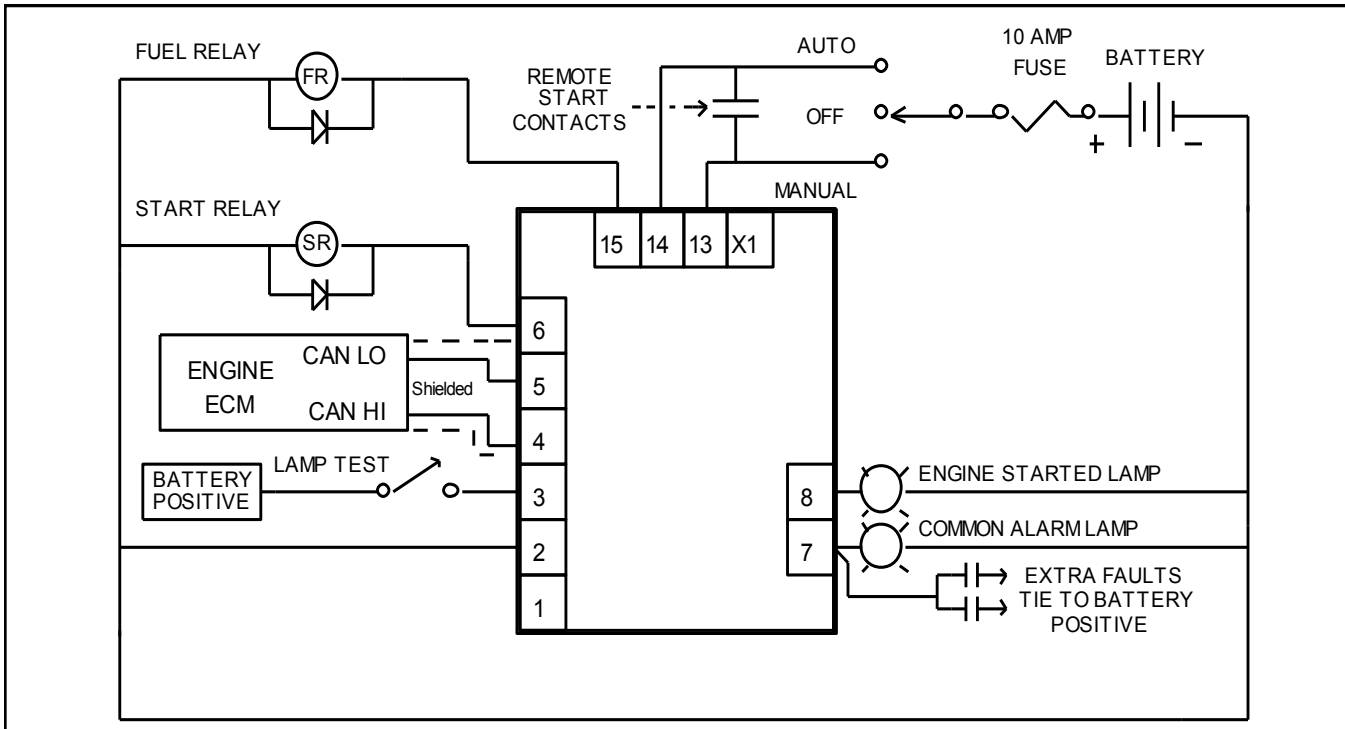 FUEL RELAY
FR
REMOTE
START
CONTACTS
AUTO
OFF
MANUAL
10 AMP
FUSE
BATTERY
+
−
START RELAY
SR
15 14 13 X1
ENGINE
ECM
CAN LO
CAN HI
Shielded
LAMP TEST
BATTERY
POSITIVE
6
5
4
3
2
1
8
7
ENGINE STARTED LAMP
COMMON ALARM LAMP
EXTRA FAULTS
TIE TO BATTERY
POSITIVE